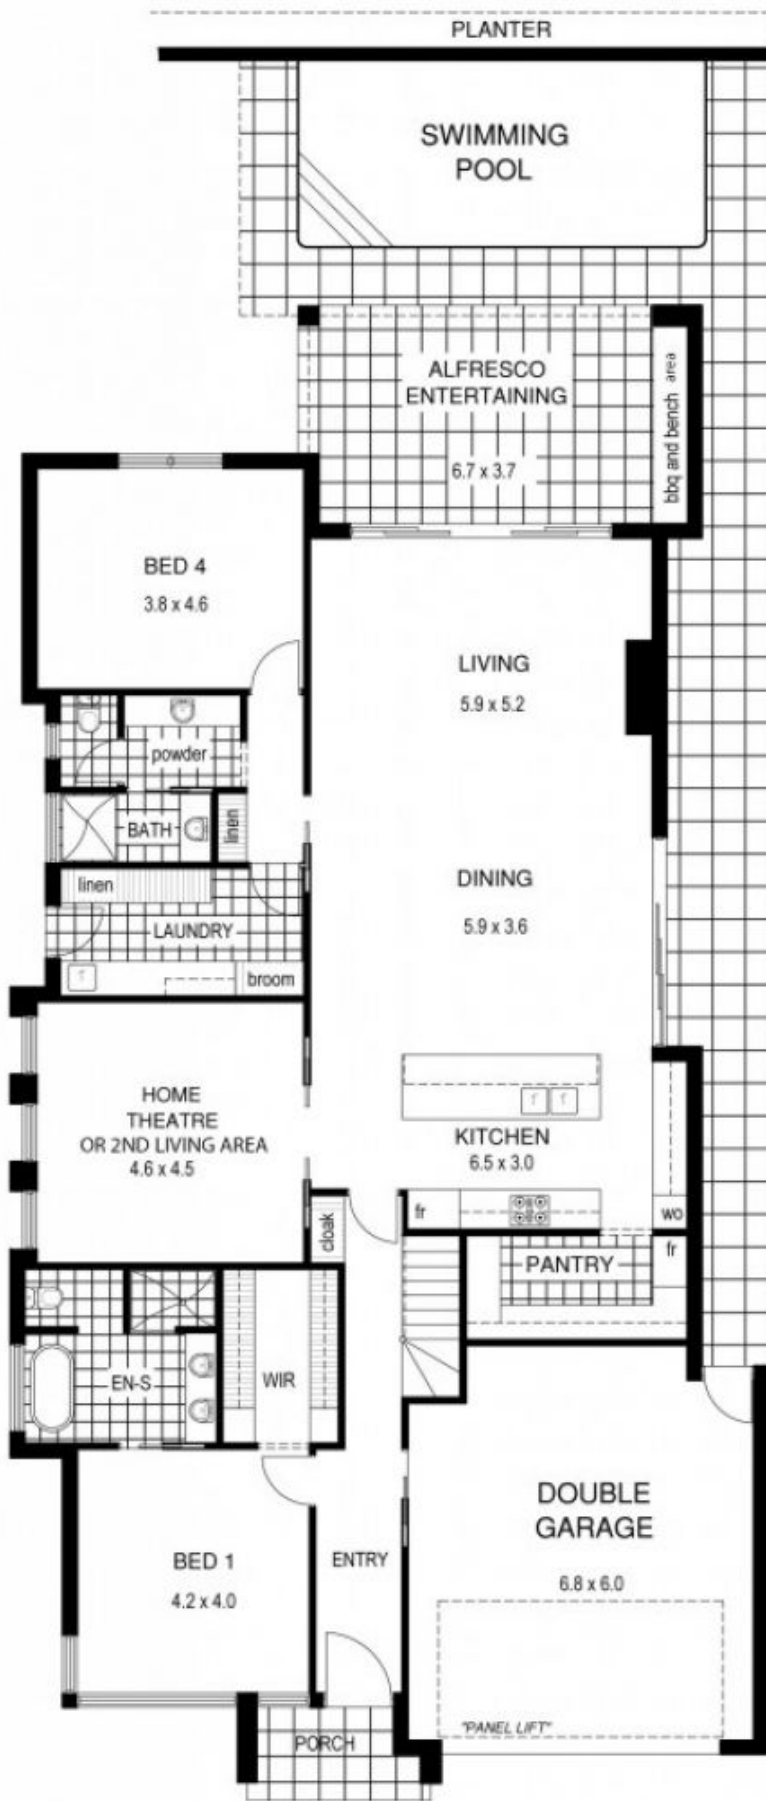 PLANTER
SWIMMING
POOL
ALFRESCO
ENTERTAINING
6.7 x 3.7
bbq and bench area
BED 4
3.8 x 4.6
LIVING
5.9 x 5.2
powder
BATH
linen
linen
LAUNDRY
broom
DINING
5.9 x 3.6
HOME
THEATRE
OR 2ND LIVING AREA
4.6 x 4.5
KITCHEN
6.5 x 3.0
fr
wo
cloak
PANTRY
fr
EN-S
WIR
DOUBLE
GARAGE
6.8 x 6.0
BED 1
4.2 x 4.0
ENTRY
"PANEL LIFT"
PORCH